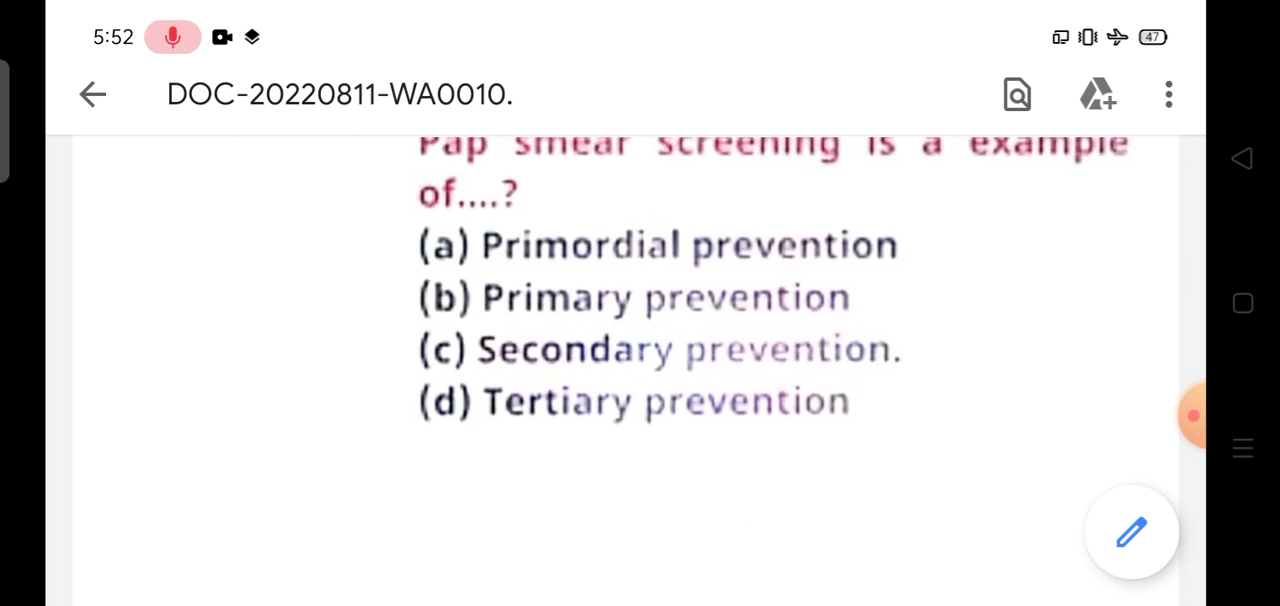 5:52
47
DOC-20220811-WA0010.
Pap smear screening is a example
of....?
(a) Primordial prevention
(b) Primary prevention
(c) Secondary prevention.
(d) Tertiary prevention